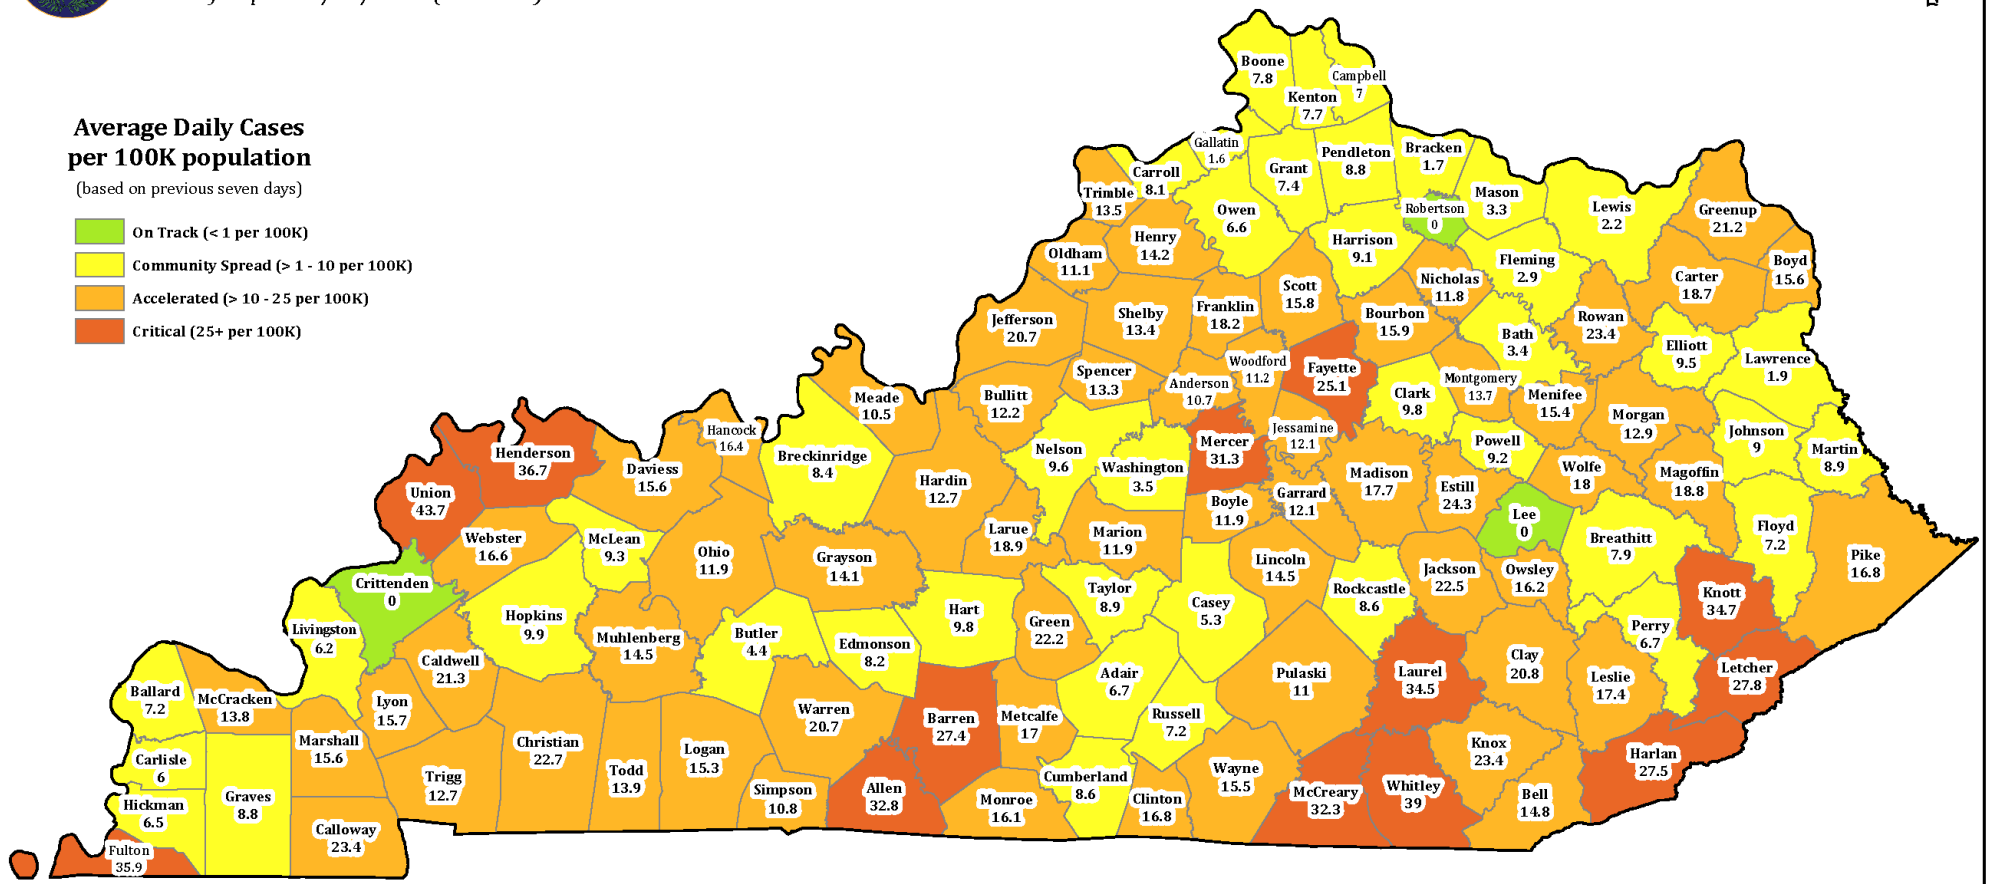 Average Daily Cases
per 100K population
(based on previous seven days)
On Track (< 1 per 100K)
Community Spread (> 1 - 10 per 100K)
Accelerated (> 10 - 25 per 100K)
Critical (25+ per 100K)
Boone
7.8
Kenton
7.7
Campbell
7
Gallatin
1.6
Carroll
8.1
Trimble
13.5
Grant
7.4
Pendleton
8.8
Bracken
1.7
Mason
3.3
Robertson
0
Lewis
2.2
Greenup
21.2
Owen
6.6
Henry
14.2
Oldham
11.1
Harrison
9.1
Fleming
2.9
Nicholas
11.8
Carter
18.7
Boyd
15.6
Scott
15.8
Franklin
18.2
Shelby
13.4
Jefferson
20.7
Bourbon
15.9
Rowan
23.4
Bath
3.4
Elliott
9.5
Lawrence
1.9
Woodford
11.2
Fayette
25.1
Spencer
13.3
Anderson
10.7
Bullitt
12.2
Meade
10.5
Clark
9.8
Montgomery
13.7
Menifee
15.4
Morgan
12.9
Johnson
9
Martin
8.9
Hancock
16.4
Breckinridge
8.4
Nelson
9.6
Washington
3.5
Mercer
31.3
Jessamine
12.1
Powell
9.2
Wolfe
18
Magoffin
18.8
Henderson
36.7
Daviess
15.6
Union
43.7
Hardin
12.7
Boyle
11.9
Garrard
12.1
Madison
17.7
Estill
24.3
Lee
0
Breathitt
7.9
Floyd
7.2
Pike
16.8
Webster
16.6
McLean
9.3
Ohio
11.9
Grayson
14.1
Larue
18.9
Marion
11.9
Lincoln
14.5
Rockcastle
8.6
Jackson
22.5
Owsley
16.2
Knott
34.7
Crittenden
0
Livingston
6.2
Hopkins
9.9
Muhlenberg
14.5
Butler
4.4
Edmonson
8.2
Hart
9.8
Green
22.2
Taylor
8.9
Casey
5.3
Perry
6.7
Caldwell
21.3
Adair
6.7
Pulaski
11
Laurel
34.5
Clay
20.8
Leslie
17.4
Letcher
27.8
Ballard
7.2
McCracken
13.8
Lyon
15.7
Warren
20.7
Barren
27.4
Metcalfe
17
Russell
7.2
Carlisle
6
Marshall
15.6
Christian
22.7
Logan
15.3
Knox
23.4
Harlan
27.5
Hickman
6.5
Graves
8.8
Trigg
12.7
Todd
13.9
Simpson
10.8
Allen
32.8
Monroe
16.1
Cumberland
8.6
Clinton
16.8
Wayne
15.5
McCreary
32.3
Whitley
39
Bell
14.8
Calloway
23.4
Fulton
35.9